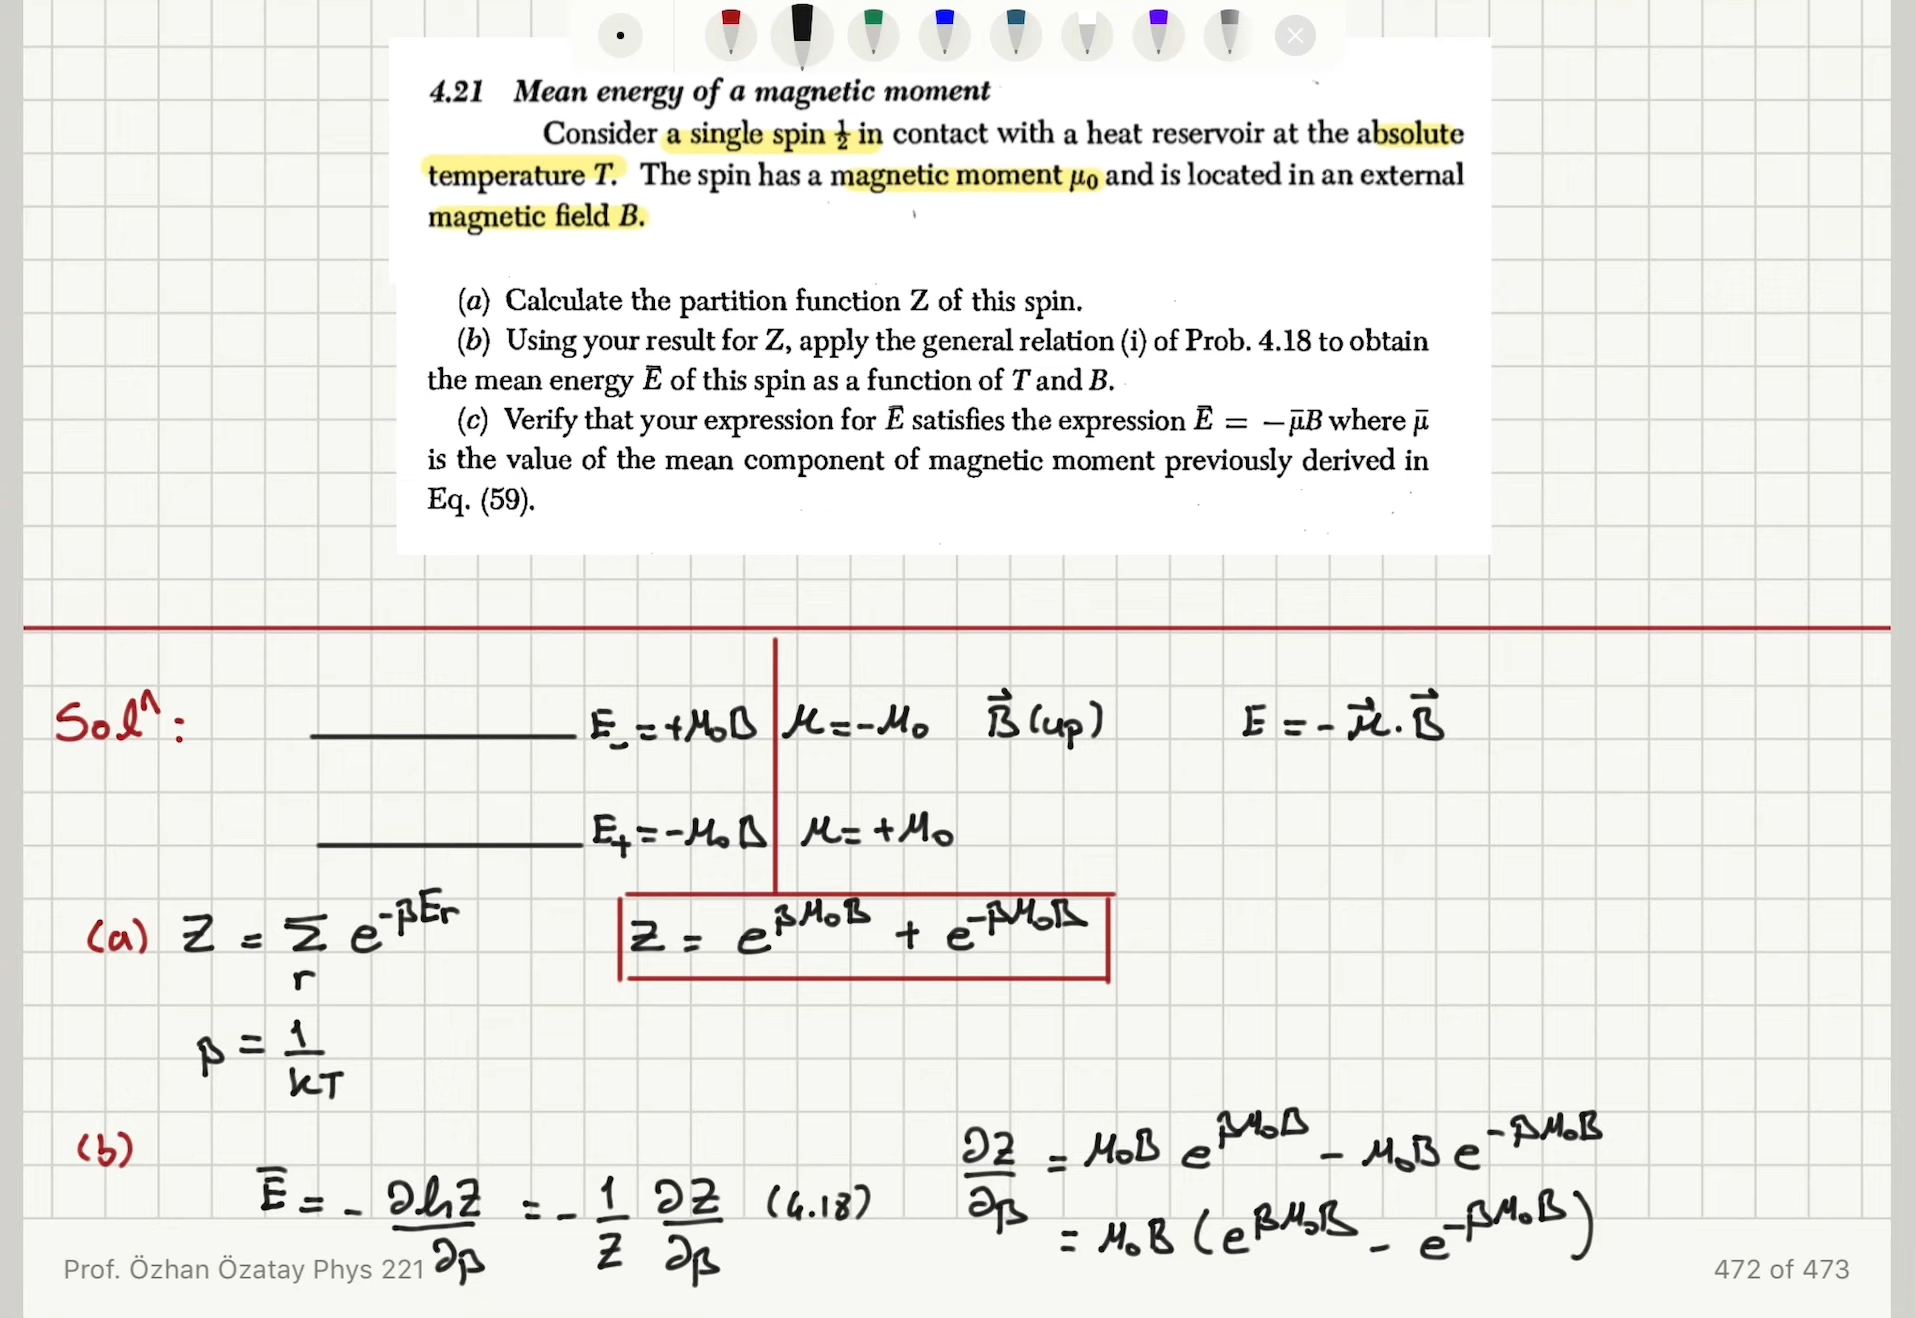 4.21 Mean energy of a magnetic moment
Consider a single spin ½ in contact with a heat reservoir at the absolute
temperature T. The spin has a magnetic moment μ₀ and is located in an external
magnetic field B.
(a) Calculate the partition function Z of this spin.
(b) Using your result for Z, apply the general relation (i) of Prob. 4.18 to obtain
the mean energy Ē of this spin as a function of T and B.
(c) Verify that your expression for Ē satisfies the expression Ē = −μ̄B where μ̄
is the value of the mean component of magnetic moment previously derived in
Eq. (59).
Solⁿ: E₋ = +μ₀B μ = −μ₀ B⃗ (up) E = −μ⃗ . B⃗
E₊ = −μ₀B μ = +μ₀
(a) Z = Σ_r e^{−βEr} Z = e^{βμ₀B} + e^{−βμ₀B}
β = 1/kT
(b) Ē = − ∂lnZ/∂β = − 1/Z ∂Z/∂β (4.18) ∂Z/∂β = μ₀B e^{βμ₀B} − μ₀B e^{−βμ₀B}
= μ₀B (e^{βμ₀B} − e^{−βμ₀B})
Prof. Özhan Özatay Phys 221 472 of 473